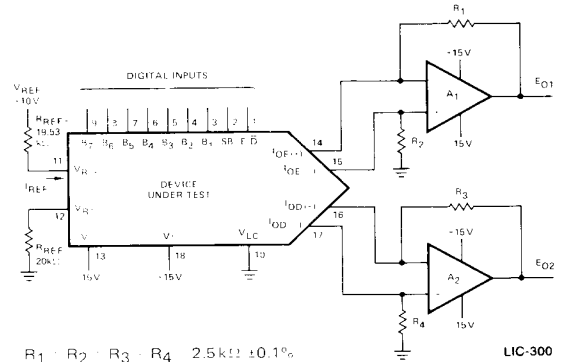 R1
-15V
DIGITAL INPUTS
VREF
-10V
A1
EO1
RREF
19.53
kΩ
9 8 7 6 5 4 3 2 1
B7 B6 B5 B4 B3 B2 B1 SB E/D
14
R2
15V
11
IOE(+)
IREF
VR
DEVICE
UNDER TEST
IOE
15
IOD
16
R3
12
VR
IOD
17
-15V
RREF
20kΩ
V
V
VLC
A2
EO2
13
18
10
15V
-15V
R4
15V
R1 R2 R3 R4 2.5kΩ ±0.1%
LIC-300